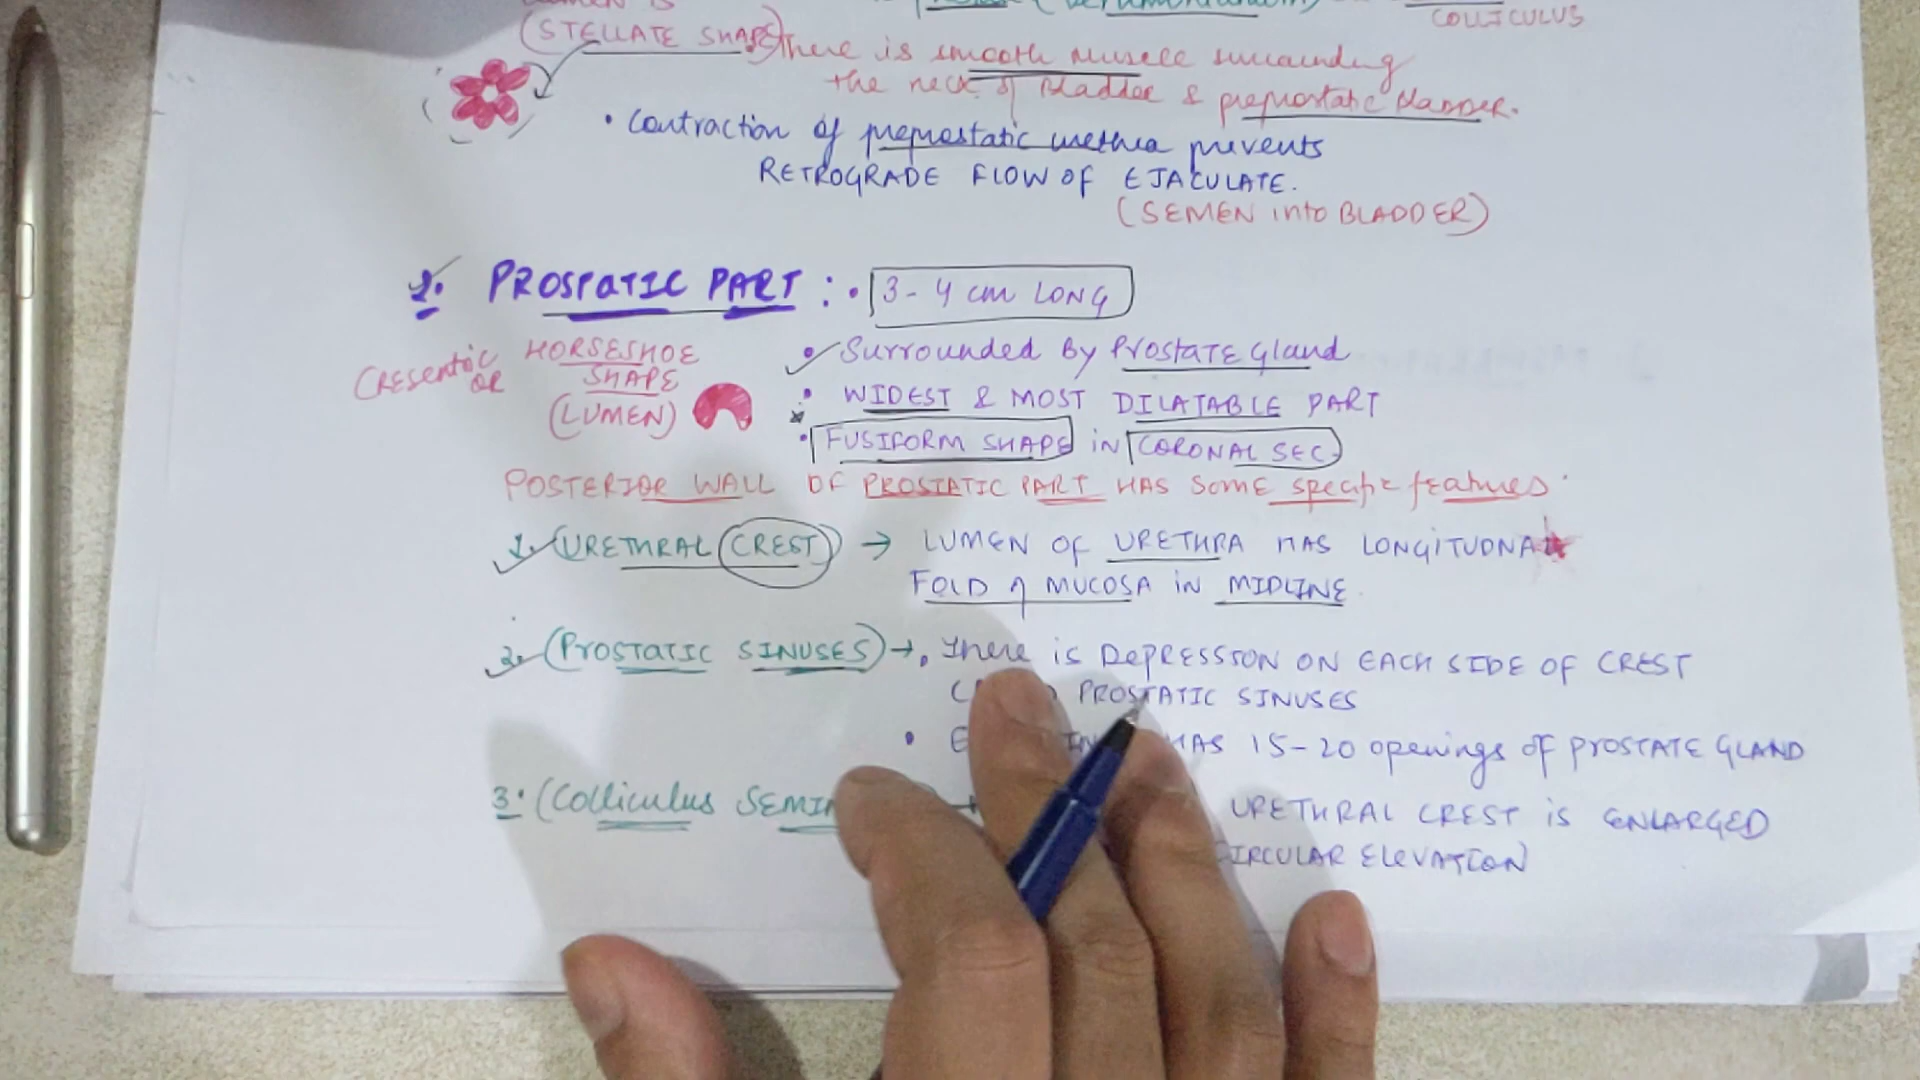 COLLICULUS
(STELLATE SHAPE) There is smooth muscle surrounding
the neck of Bladder & preprostatic bladder.
• Contraction of preprostatic urethra prevents
RETROGRADE FLOW OF EJACULATE.
(SEMEN into BLADDER)
2. PROSTATIC PART : • 3-4 cm LONG
CRESENTIC OR HORSESHOE SHAPE (LUMEN)
• Surrounded By ProstatE Gland
• WIDEST & MOST DILATABLE PART
• FUSIFORM SHAPE in CORONAL SEC
POSTERIOR WALL OF PROSTATIC PART HAS SOME specific features
1. (URETHRAL CREST) → LUMEN OF URETHRA HAS LONGITUDNAL
FOLD of MUCOSA in MIDLINE.
2. (ProSTATIC SINUSES) → • There is DEPRESSION ON EACH SIDE OF CREST
PROSTATIC SINUSES
• HAS 15-20 openings of PROSTATE GLAND
3. (Colliculus → URETHRAL CREST is ENLARGED
CIRCULAR ELEVATION